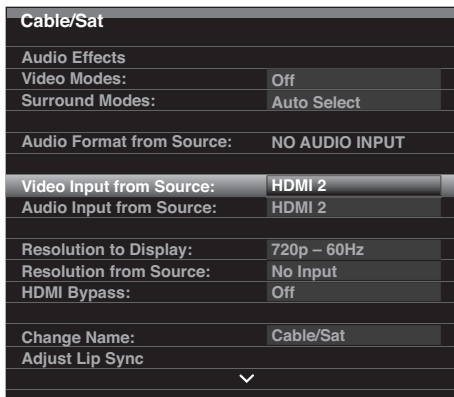 Cable/Sat
Audio Effects
Video Modes: Off
Surround Modes: Auto Select
Audio Format from Source: NO AUDIO INPUT
Video Input from Source: HDMI 2
Audio Input from Source: HDMI 2
Resolution to Display: 720p – 60Hz
Resolution from Source: No Input
HDMI Bypass: Off
Change Name: Cable/Sat
Adjust Lip Sync